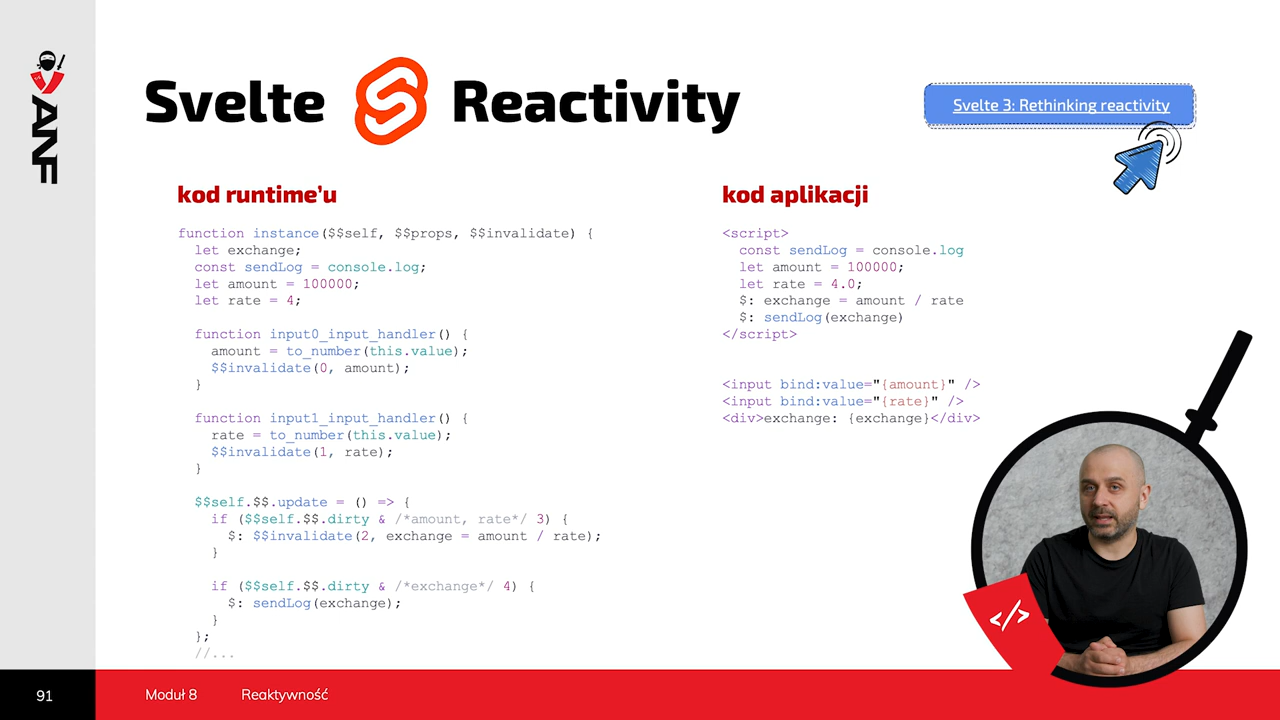 ANF
Svelte Reactivity
Svelte 3: Rethinking reactivity
kod runtime'u
function instance($$self, $$props, $$invalidate) {
let exchange;
const sendLog = console.log;
let amount = 100000;
let rate = 4;
function input0_input_handler() {
amount = to_number(this.value);
$$invalidate(0, amount);
}
function input1_input_handler() {
rate = to_number(this.value);
$$invalidate(1, rate);
}
$$self.$$.update = () => {
if ($$self.$$.dirty & /*amount, rate*/ 3) {
$: $$invalidate(2, exchange = amount / rate);
}
if ($$self.$$.dirty & /*exchange*/ 4) {
$: sendLog(exchange);
}
};
//...
kod aplikacji
<script>
const sendLog = console.log
let amount = 100000;
let rate = 4.0;
$: exchange = amount / rate
$: sendLog(exchange)
</script>
<input bind:value="{amount}" />
<input bind:value="{rate}" />
<div>exchange: {exchange}</div>
</>
91
Moduł 8
Reaktywność